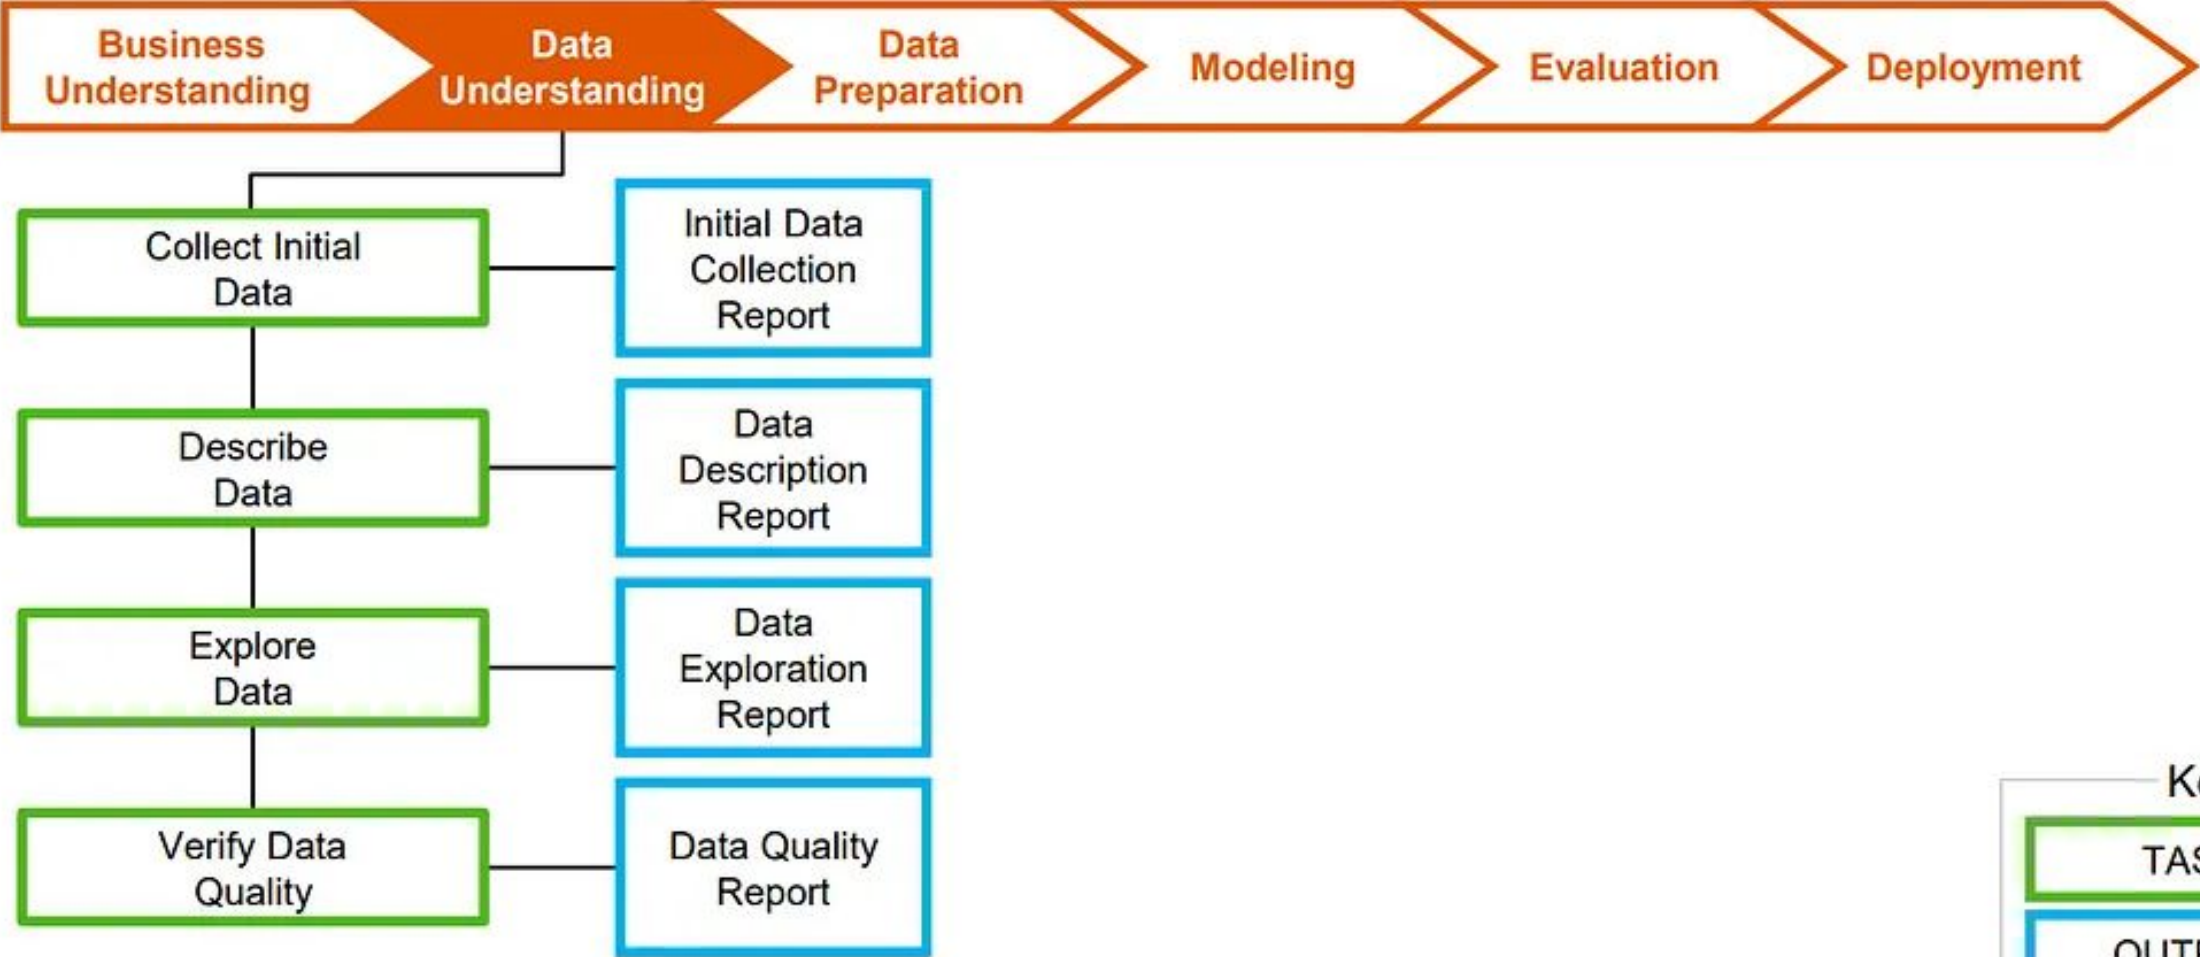 Business
Understanding
Data
Understanding
Data
Preparation
Modeling
Evaluation
Deployment
Collect Initial
Data
Initial Data
Collection
Report
Describe
Data
Data
Description
Report
Explore
Data
Data
Exploration
Report
Verify Data
Quality
Data Quality
Report